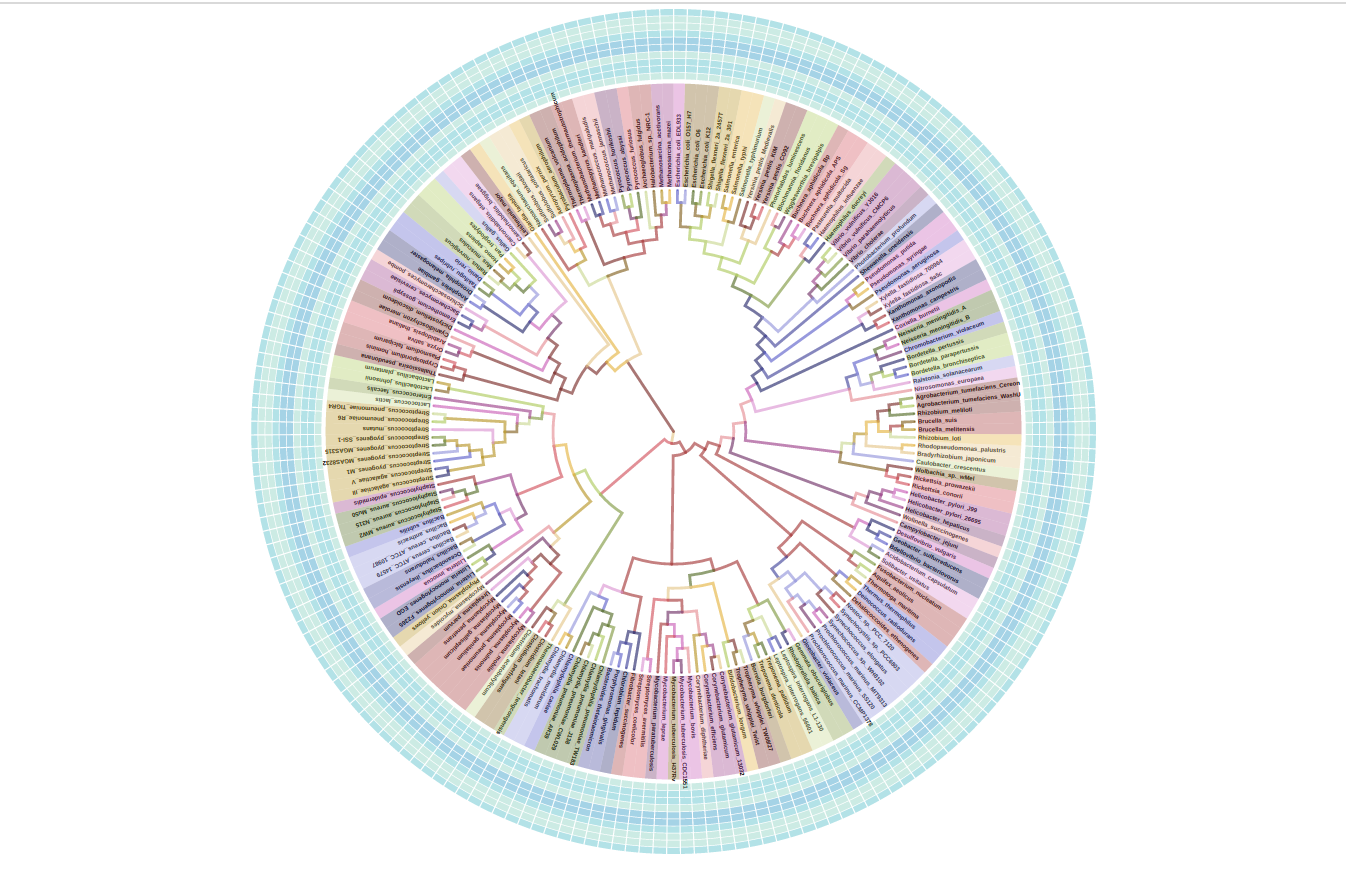 Escherichia_coli_EDL933
Escherichia_coli_O157_H7
Escherichia_coli_O6
Escherichia_coli_K12
Shigella_flexneri_2a_2457T
Shigella_flexneri_2a_301
Salmonella_enterica
Salmonella_typhi
Salmonella_typhimurium
Yersinia_pestis_Medievalis
Yersinia_pestis_KIM
Yersinia_pestis_CO92
Photorhabdus_luminescens
Blochmannia_floridanus
Wigglesworthia_brevipalpis
Buchnera_aphidicola_Bp
Buchnera_aphidicola_APS
Buchnera_aphidicola_Sg
Pasteurella_multocida
Haemophilus_influenzae
Haemophilus_ducreyi
Vibrio_vulnificus_YJ016
Vibrio_vulnificus_CMCP6
Vibrio_parahaemolyticus
Vibrio_cholerae
Photobacterium_profundum
Shewanella_oneidensis
Pseudomonas_putida
Pseudomonas_syringae
Pseudomonas_aeruginosa
Xylella_fastidiosa_700964
Xylella_fastidiosa_9a5c
Xanthomonas_axonopodis
Xanthomonas_campestris
Coxiella_burnetii
Neisseria_meningitidis_A
Neisseria_meningitidis_B
Chromobacterium_violaceum
Bordetella_pertussis
Bordetella_parapertussis
Bordetella_bronchiseptica
Ralstonia_solanacearum
Nitrosomonas_europaea
Agrobacterium_tumefaciens_Cereon
Agrobacterium_tumefaciens_WashU
Rhizobium_meliloti
Brucella_suis
Brucella_melitensis
Rhizobium_loti
Rhodopseudomonas_palustris
Bradyrhizobium_japonicum
Caulobacter_crescentus
Wolbachia_sp._wMel
Rickettsia_prowazekii
Rickettsia_conorii
Helicobacter_pylori_J99
Helicobacter_pylori_26695
Helicobacter_hepaticus
Wolinella_succinogenes
Campylobacter_jejuni
Desulfovibrio_vulgaris
Geobacter_sulfurreducens
Bdellovibrio_bacteriovorus
Acidobacterium_capsulatum
Solibacter_usitatus
Fusobacterium_nucleatum
Aquifex_aeolicus
Thermotoga_maritima
Thermus_thermophilus
Deinococcus_radiodurans
Dehalococcoides_ethenogenes
Nostoc_sp._PCC_7120
Synechocystis_sp._PCC6803
Synechococcus_elongatus
Synechococcus_sp._WH8102
Prochlorococcus_marinus_MIT9313
Prochlorococcus_marinus_SS120
Prochlorococcus_marinus_CCMP1378
Gloeobacter_violaceus
Gemmata_obscuriglobus
Rhodopirellula_baltica
Leptospira_interrogans_L1-130
Leptospira_interrogans_56601
Treponema_pallidum
Treponema_denticola
Borrelia_burgdorferi
Tropheryma_whipplei_TW08/27
Tropheryma_whipplei_Twist
Bifidobacterium_longum
Corynebacterium_glutamicum_13032
Corynebacterium_glutamicum
Corynebacterium_efficiens
Corynebacterium_diphtheriae
Mycobacterium_bovis
Mycobacterium_tuberculosis_CDC1551
Mycobacterium_tuberculosis_H37Rv
Mycobacterium_leprae
Mycobacterium_paratuberculosis
Streptomyces_avermitilis
Streptomyces_coelicolor
Fibrobacter_succinogenes
Chlorobium_tepidum
Porphyromonas_gingivalis
Bacteroides_thetaiotaomicron
Chlamydophila_pneumoniae_TW183
Chlamydia_pneumoniae_J138
Chlamydia_pneumoniae_CWL029
Chlamydia_pneumoniae_AR39
Chlamydophila_caviae
Chlamydia_muridarum
Chlamydia_trachomatis
Thermoanaerobacter_tengcongensis
Clostridium_tetani
Clostridium_perfringens
Clostridium_acetobutylicum
Mycoplasma_mobile
Mycoplasma_pulmonis
Mycoplasma_pneumoniae
Mycoplasma_genitalium
Mycoplasma_gallisepticum
Mycoplasma_penetrans
Ureaplasma_parvum
Mycoplasma_mycoides
Phytoplasma_Onion_yellows
Listeria_monocytogenes_F2365
Listeria_monocytogenes_EGD
Listeria_innocua
Oceanobacillus_iheyensis
Bacillus_halodurans
Bacillus_cereus_ATCC_14579
Bacillus_cereus_ATCC_10987
Bacillus_anthracis
Bacillus_subtilis
Staphylococcus_aureus_MW2
Staphylococcus_aureus_N315
Staphylococcus_aureus_Mu50
Staphylococcus_epidermidis
Streptococcus_agalactiae_III
Streptococcus_agalactiae_V
Streptococcus_pyogenes_M1
Streptococcus_pyogenes_MGAS8232
Streptococcus_pyogenes_MGAS315
Streptococcus_pyogenes_SSI-1
Streptococcus_mutans
Streptococcus_pneumoniae_R6
Streptococcus_pneumoniae_TIGR4
Lactococcus_lactis
Enterococcus_faecalis
Lactobacillus_johnsonii
Lactobacillus_plantarum
Thalassiosira_pseudonana
Cryptosporidium_hominis
Plasmodium_falciparum
Oryza_sativa
Arabidopsis_thaliana
Cyanidioschyzon_merolae
Dictyostelium_discoideum
Eremothecium_gossypii
Saccharomyces_cerevisiae
Schizosaccharomyces_pombe
Anopheles_gambiae
Drosophila_melanogaster
Takifugu_rubripes
Danio_rerio
Rattus_norvegicus
Mus_musculus
Homo_sapiens
Pan_troglodytes
Gallus_gallus
Caenorhabditis_elegans
Caenorhabditis_briggsae
Leishmania_major
Giardia_lamblia
Nanoarchaeum_equitans
Sulfolobus_tokodaii
Sulfolobus_solfataricus
Aeropyrum_pernix
Pyrobaculum_aerophilum
Thermoplasma_volcanium
Thermoplasma_acidophilum
Methanobacterium_thermautotrophicum
Methanopyrus_kandleri
Methanococcus_maripaludis
Methanococcus_jannaschii
Pyrococcus_horikoshii
Pyrococcus_abyssi
Pyrococcus_furiosus
Archaeoglobus_fulgidus
Halobacterium_sp._NRC-1
Methanosarcina_acetivorans
Methanosarcina_mazei